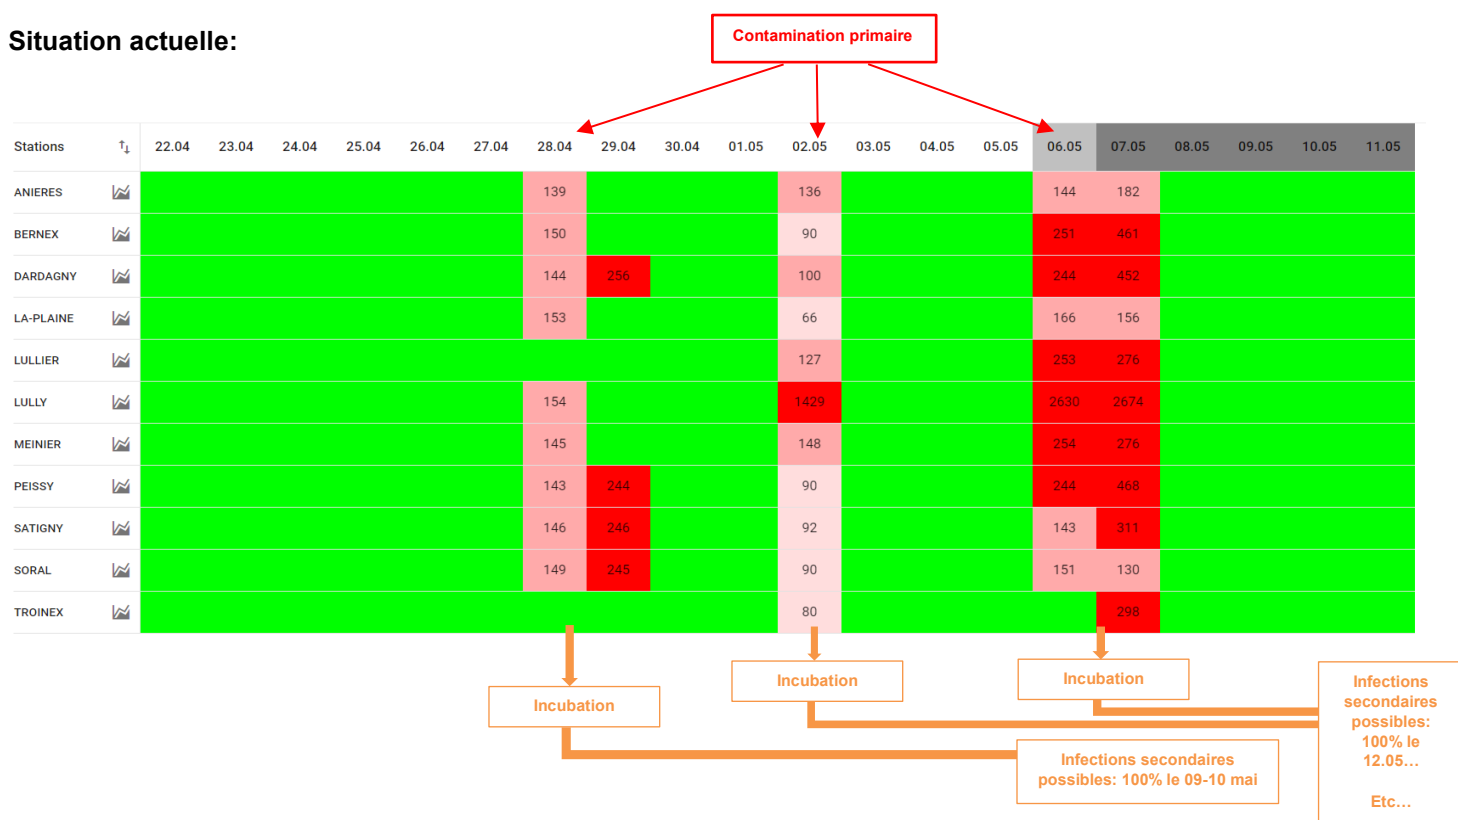 Situation actuelle:
Contamination primaire
Stations 22.04 23.04 24.04 25.04 26.04 27.04 28.04 29.04 30.04 01.05 02.05 03.05 04.05 05.05 06.05 07.05 08.05 09.05 10.05 11.05
ANIERES 139 136 144 182
BERNEX 150 90 251 461
DARDAGNY 144 256 100 244 452
LA-PLAINE 153 66 166 156
LULLIER 127 253 276
LULLY 154 1429 2630 2674
MEINIER 145 148 254 276
PEISSY 143 244 90 244 468
SATIGNY 146 246 92 143 311
SORAL 149 245 90 151 130
TROINEX 80 298
Incubation
Incubation
Incubation
Infections secondaires
possibles: 100% le 09-10 mai
Infections
secondaires
possibles:
100% le
12.05…
Etc…